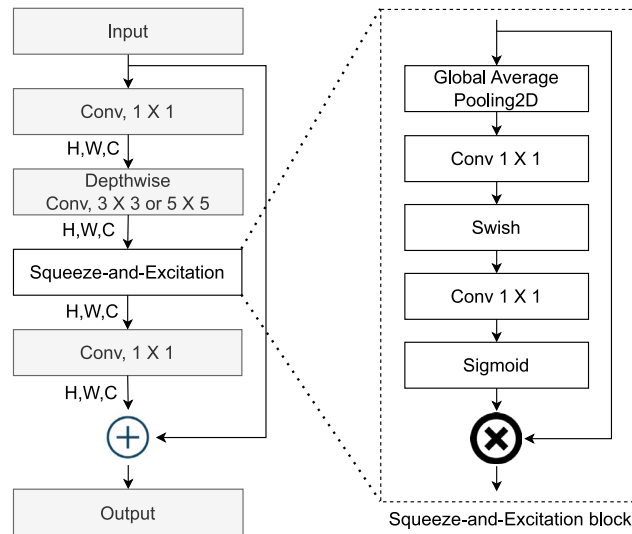 Input
Conv, 1 X 1
H,W,C
Depthwise
Conv, 3 X 3 or 5 X 5
H,W,C
Squeeze-and-Excitation
H,W,C
Conv, 1 X 1
H,W,C
Output
Global Average
Pooling2D
Conv 1 X 1
Swish
Conv 1 X 1
Sigmoid
Squeeze-and-Excitation block